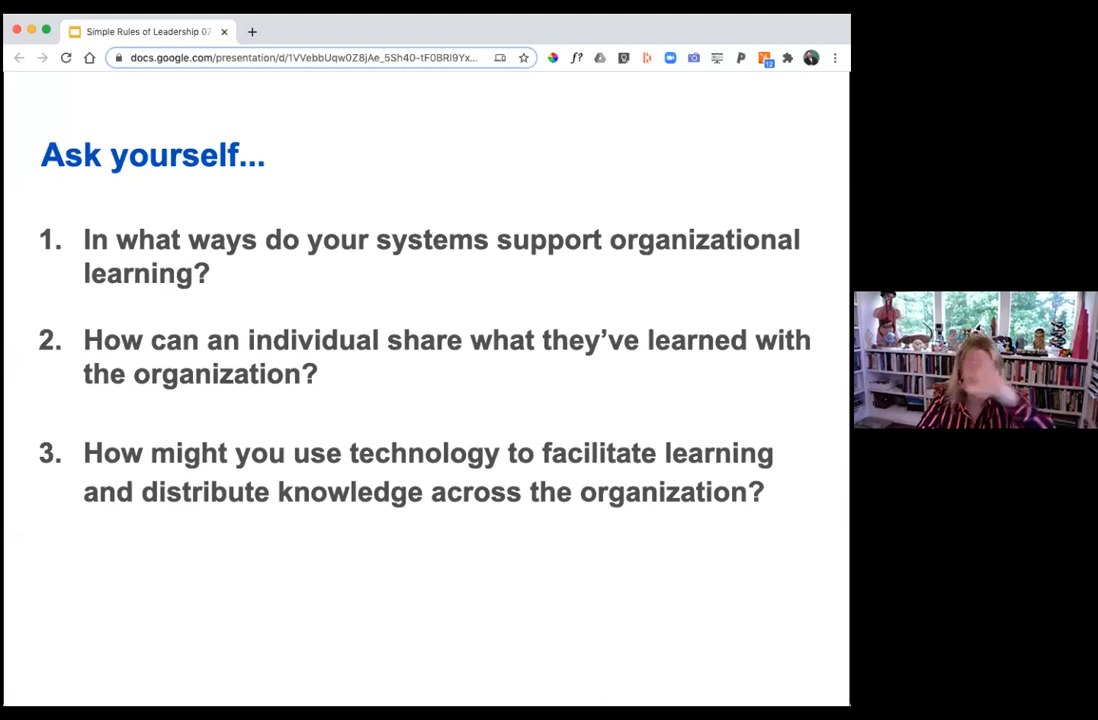 Simple Rules of Leadership 07
docs.google.com/presentation/d/1VVebbUqw0Z8jAe_5Sh40-tF0BRI9Yx...
f?
12
Ask yourself...
1. In what ways do your systems support organizational
learning?
2. How can an individual share what they’ve learned with
the organization?
3. How might you use technology to facilitate learning
and distribute knowledge across the organization?